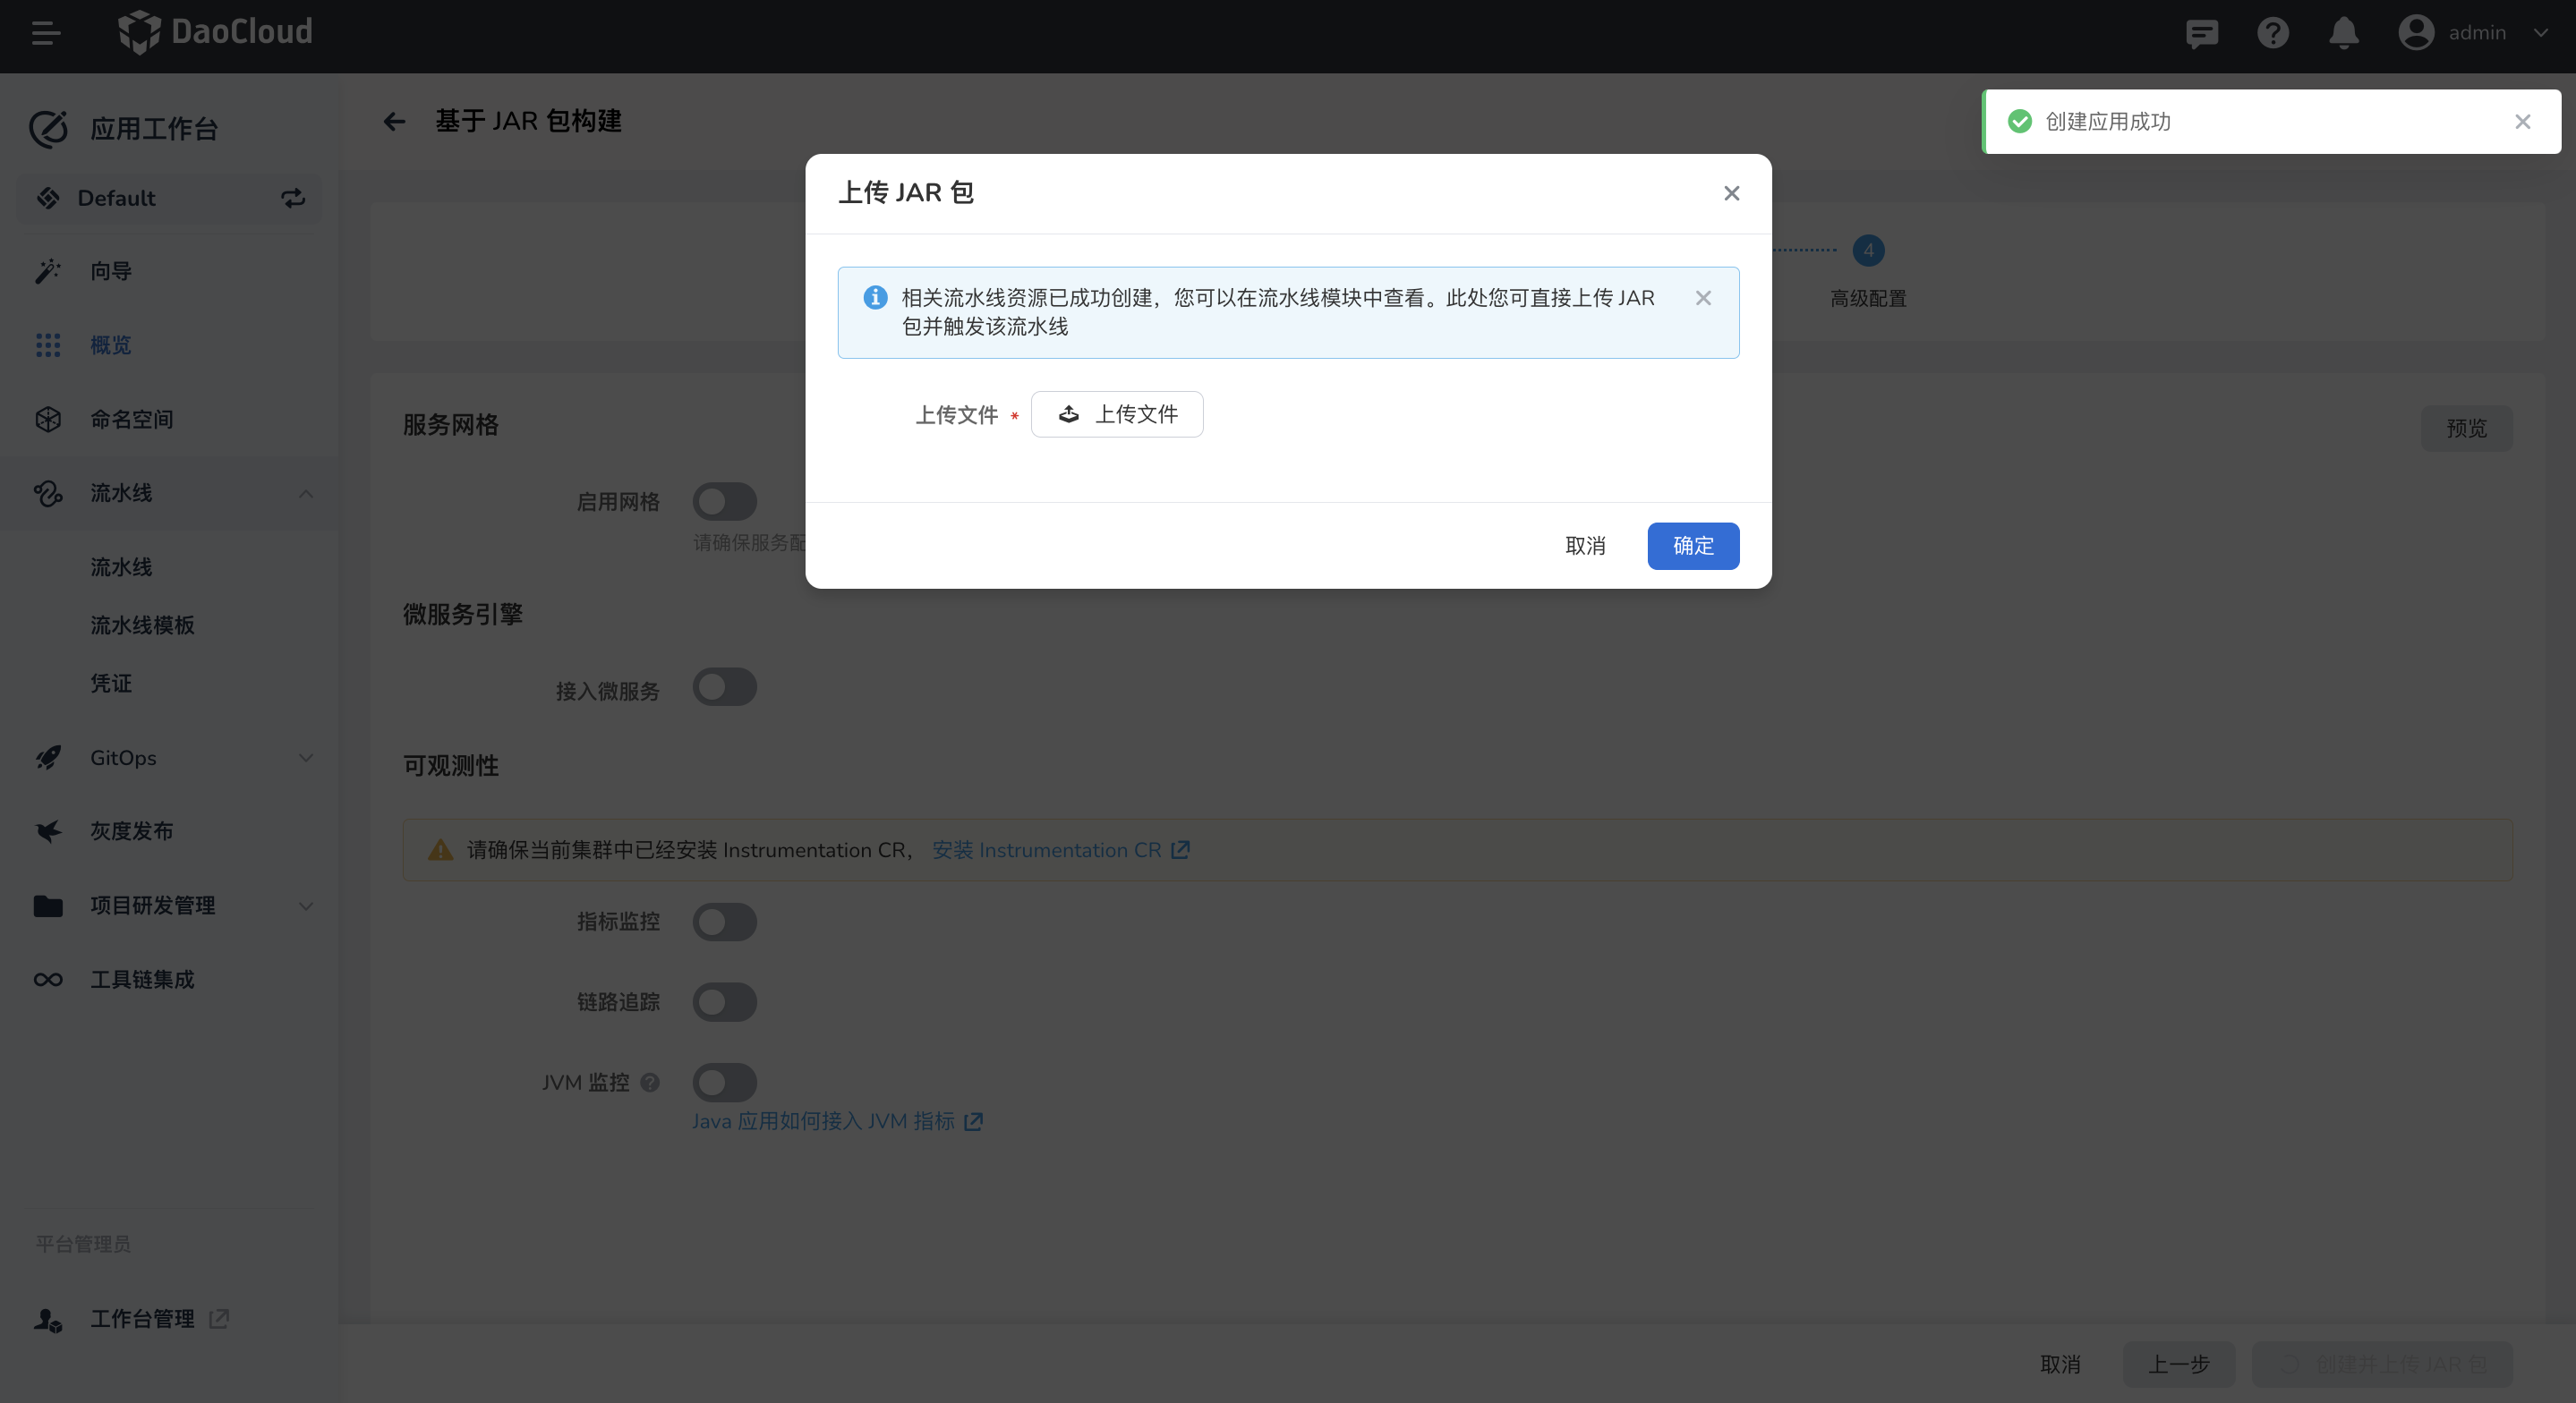 DaoCloud
admin
应用工作台
Default
向导
概览
命名空间
流水线
流水线
流水线模板
凭证
GitOps
灰度发布
项目研发管理
工具链集成
平台管理员
工作台管理
基于 JAR 包构建
创建应用成功
4
高级配置
上传 JAR 包
相关流水线资源已成功创建，您可以在流水线模块中查看。此处您可直接上传 JAR
包并触发该流水线
上传文件 *
上传文件
取消
确定
服务网格
预览
启用网格
请确保服务配
微服务引擎
接入微服务
可观测性
请确保当前集群中已经安装 Instrumentation CR， 安装 Instrumentation CR
指标监控
链路追踪
JVM 监控
Java 应用如何接入 JVM 指标
取消
上一步
创建并上传 JAR 包